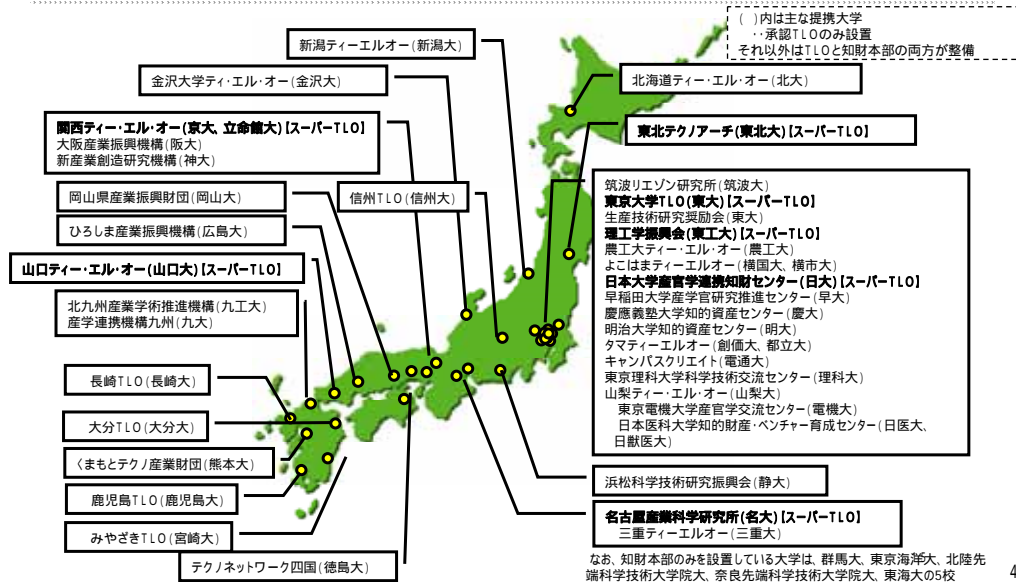 ( )内は主な提携大学
‥承認TLOのみ設置
それ以外はTLOと知財本部の両方が整備
新潟ティーエルオー(新潟大)
金沢大学ティ・エル・オー(金沢大)
北海道ティー・エル・オー(北大)
関西ティー・エル・オー(京大、立命館大)【スーパーTLO】
大阪産業振興機構(阪大)
新産業創造研究機構(神大)
東北テクノアーチ(東北大)【スーパーTLO】
岡山県産業振興財団(岡山大)
信州TLO(信州大)
ひろしま産業振興機構(広島大)
山口ティー・エル・オー(山口大)【スーパーTLO】
北九州産業学術推進機構(九工大)
産学連携機構九州(九大)
筑波リエゾン研究所(筑波大)
東京大学TLO(東大)【スーパーTLO】
生産技術研究奨励会(東大)
理工学振興会(東工大)【スーパーTLO】
農工大ティー・エル・オー(農工大)
よこはまティーエルオー(横国大、横市大)
日本大学産官学連携知財センター(日大)【スーパーTLO】
早稲田大学産学官研究推進センター(早大)
慶應義塾大学知的資産センター(慶大)
明治大学知的資産センター(明大)
タマティーエルオー(創価大、都立大)
キャンパスクリエイト(電通大)
東京理科大学科学技術交流センター(理科大)
山梨ティー・エル・オー(山梨大)
東京電機大学産官学交流センター(電機大)
日本医科大学知的財産・ベンチャー育成センター(日医大、
日獣医大)
長崎TLO(長崎大)
大分TLO(大分大)
くまもとテクノ産業財団(熊本大)
鹿児島TLO(鹿児島大)
みやざきTLO(宮崎大)
テクノネットワーク四国(徳島大)
浜松科学技術研究振興会(静大)
名古屋産業科学研究所(名大)【スーパーTLO】
三重ティーエルオー(三重大)
なお、知財本部のみを設置している大学は、群馬大、東京海洋大、北陸先
端科学技術大学院大、奈良先端科学技術大学院大、東海大の5校
4